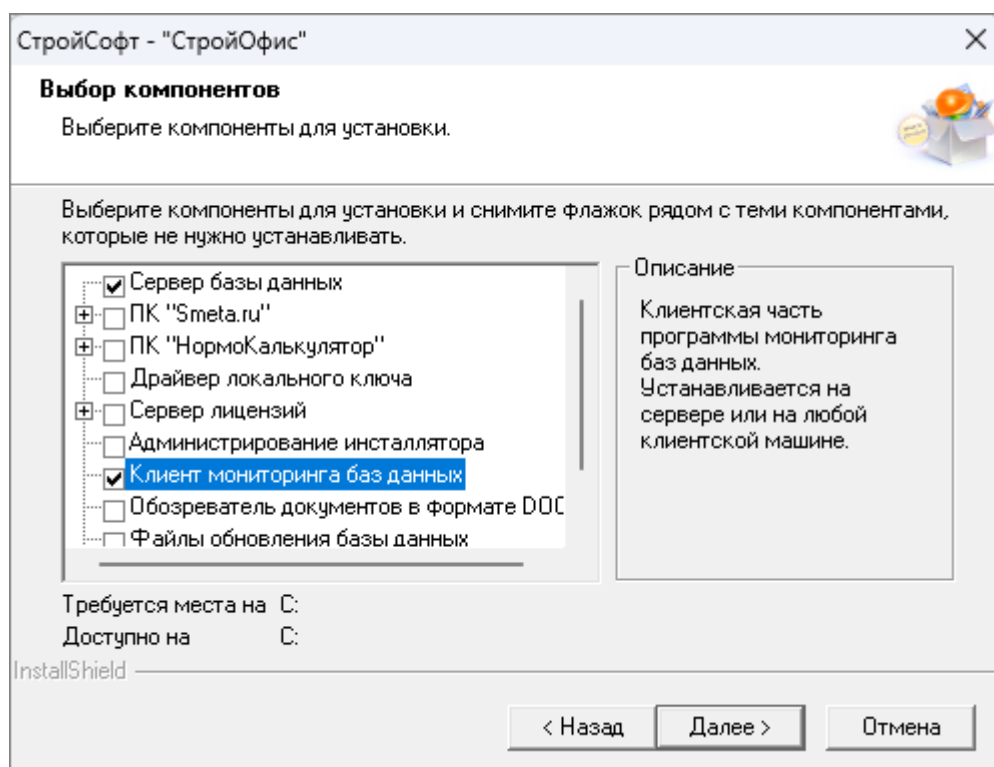 СтройСофт - "СтройОфис"
Выбор компонентов
Выберите компоненты для установки.
Выберите компоненты для установки и снимите флажок рядом с теми компонентами,
которые не нужно устанавливать.
Сервер базы данных
ПК "Smeta.ru"
ПК "НормоКалькулятор"
Драйвер локального ключа
Сервер лицензий
Администрирование инсталлятора
Клиент мониторинга баз данных
Обозреватель документов в формате DOC
Файлы обновления базы данных
Описание
Клиентская часть
программы мониторинга
баз данных.
Устанавливается на
сервере или на любой
клиентской машине.
Требуется места на C:
Доступно на C:
InstallShield
< Назад
Далее >
Отмена